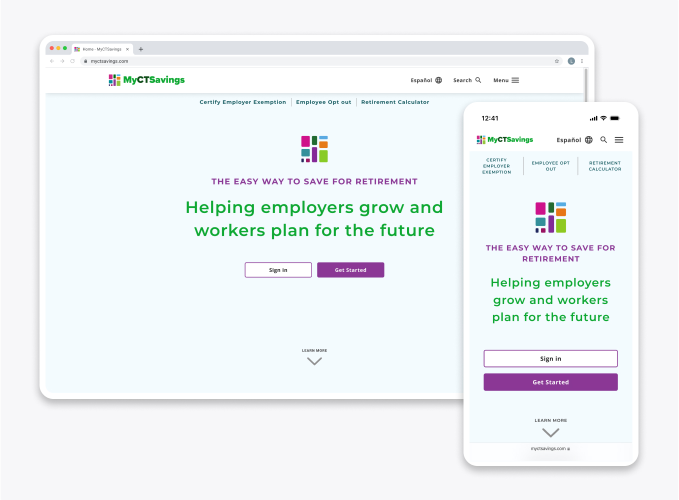 Home - MyCTSavings
myctsavings.com
MyCTSavings
Español
Search
Menu
Certify Employer Exemption
Employee Opt out
Retirement Calculator
THE EASY WAY TO SAVE FOR RETIREMENT
Helping employers grow and
workers plan for the future
Sign in
Get Started
LEARN MORE
12:41
MyCTSavings
Español
CERTIFY
EMPLOYER
EXEMPTION
EMPLOYEE OPT
OUT
RETIREMENT
CALCULATOR
THE EASY WAY TO SAVE FOR
RETIREMENT
Helping employers
grow and workers
plan for the future
Sign in
Get Started
LEARN MORE
myctsavings.com